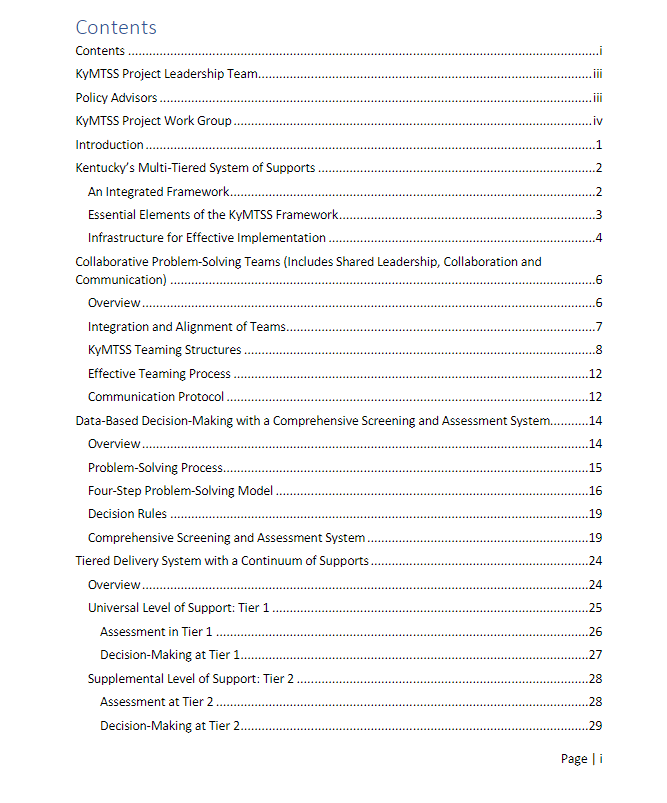 Contents
Contents ....................................................................................................i
KyMTSS Project Leadership Team....................................................................iii
Policy Advisors ............................................................................................iii
KyMTSS Project Work Group ..........................................................................iv
Introduction ................................................................................................1
Kentucky’s Multi-Tiered System of Supports ....................................................2
An Integrated Framework...............................................................................2
Essential Elements of the KyMTSS Framework.................................................3
Infrastructure for Effective Implementation ....................................................4
Collaborative Problem-Solving Teams (Includes Shared Leadership, Collaboration and
Communication) ..........................................................................................6
Overview .....................................................................................................6
Integration and Alignment of Teams................................................................7
KyMTSS Teaming Structures ..........................................................................8
Effective Teaming Process ............................................................................12
Communication Protocol ..............................................................................12
Data-Based Decision-Making with a Comprehensive Screening and Assessment System..........14
Overview .....................................................................................................14
Problem-Solving Process...............................................................................15
Four-Step Problem-Solving Model ..................................................................16
Decision Rules .............................................................................................19
Comprehensive Screening and Assessment System .........................................19
Tiered Delivery System with a Continuum of Supports ......................................24
Overview .....................................................................................................24
Universal Level of Support: Tier 1 ..................................................................25
Assessment in Tier 1 ....................................................................................26
Decision-Making at Tier 1..............................................................................27
Supplemental Level of Support: Tier 2 ............................................................28
Assessment at Tier 2 ....................................................................................28
Decision-Making at Tier 2..............................................................................29
Page | i